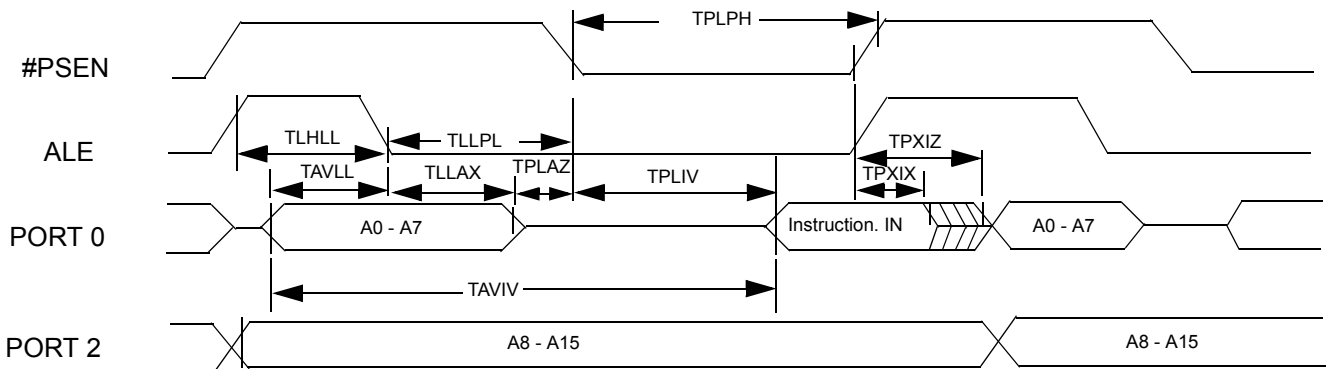 TPLPH
#PSEN
TLHLL
TLLPL
ALE
TPXIZ
TAVLL
TLLAX
TPLAZ
TPLIV
TPXIX
PORT 0
A0 - A7
Instruction. IN
A0 - A7
TAVIV
PORT 2
A8 - A15
A8 - A15